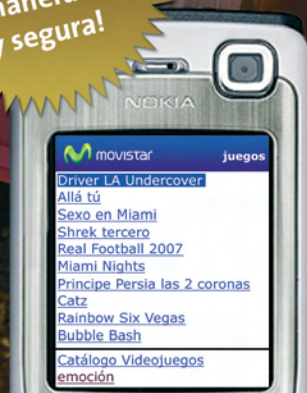 y segura!
NOKIA
movistar juegos
Driver LA Undercover
Allá tú
Sexo en Miami
Shrek tercero
Real Football 2007
Miami Nights
Principe Persia las 2 coronas
Catz
Rainbow Six Vegas
Bubble Bash
Catálogo Videojuegos
emoción